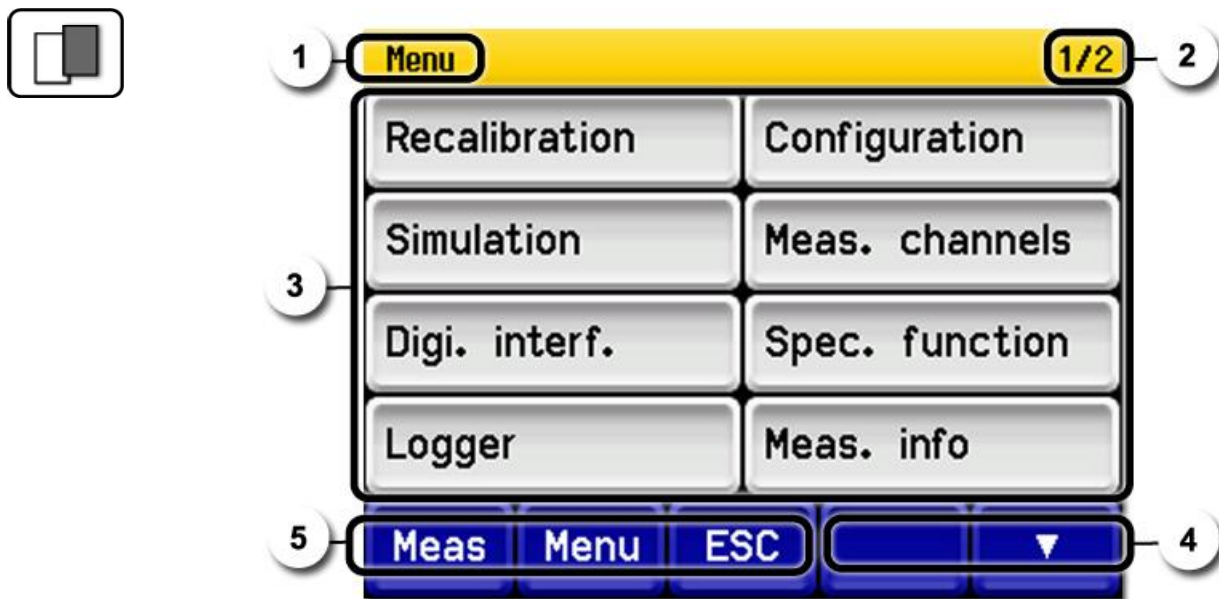 1 Menu 1/2 2
Recalibration Configuration
Simulation Meas. channels
3
Digi. interf. Spec. function
Logger Meas. info
5 Meas Menu ESC ▼ 4